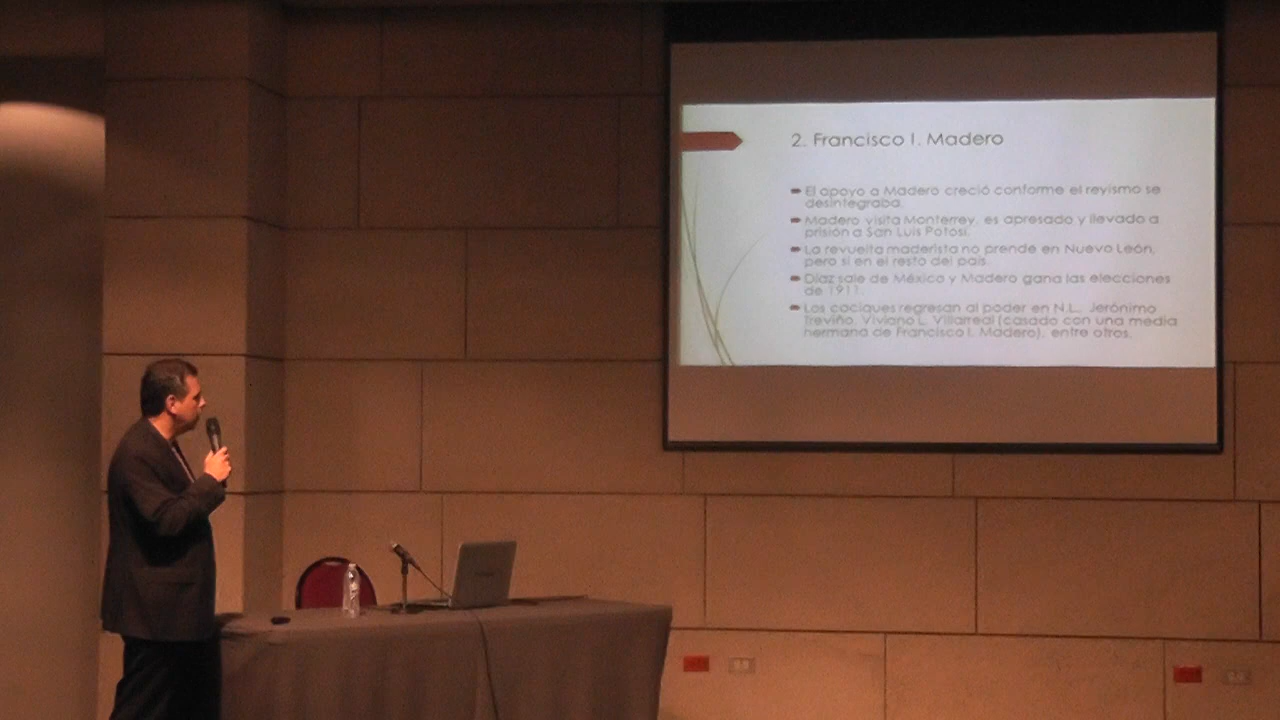 2. Francisco I. Madero
El apoyo a Madero creció conforme el reyismo se
desintegraba.
Madero visita Monterrey, es apresado y llevado a
prisión a San Luis Potosí.
La revuelta maderista no prende en Nuevo León,
pero si en el resto del país.
Díaz sale de México y Madero gana las elecciones
de 1911.
Los caciques regresan al poder en N.L. Jerónimo
Treviño, Viviano L. Villarreal (casado con una media
hermana de Francisco I. Madero), entre otros.